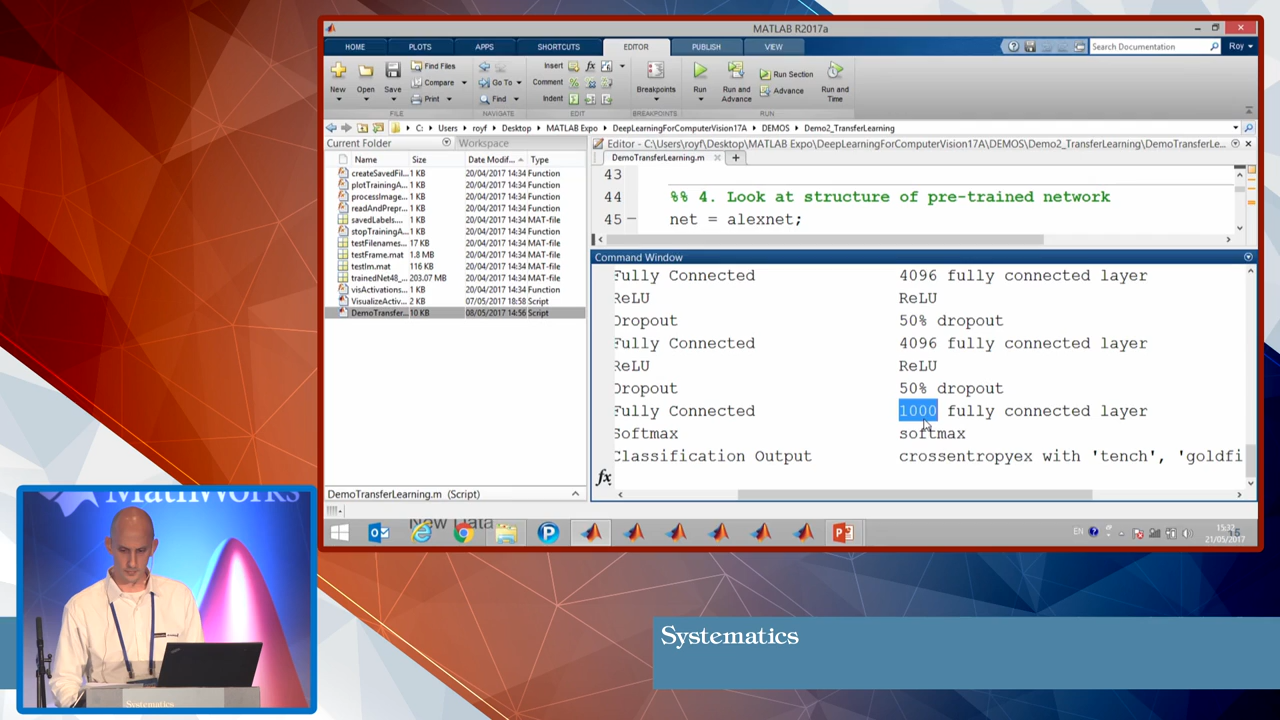 MATLAB R2017a
HOME PLOTS APPS SHORTCUTS EDITOR PUBLISH VIEW
Search Documentation
Roy
New Open Save
Find Files
Compare
Print
FILE
Go To
Find
NAVIGATE
Insert
Comment
Indent
EDIT
Breakpoints
BREAKPOINTS
Run
Run and Advance
Run Section
Advance
Run and Time
RUN
C: Users royf Desktop MATLAB Expo DeepLearningForComputerVision17A DEMOS Demo2_TransferLearning
Current Folder Workspace
Name Size Date Modif... Type
createSavedFil... 1 KB 20/04/2017 14:34 Function
plotTrainingA... 1 KB 20/04/2017 14:34 Function
processImage... 1 KB 20/04/2017 14:34 Function
readAndPrepr... 1 KB 20/04/2017 14:34 Function
savedLabels.... 1 KB 20/04/2017 14:34 MAT-file
stopTrainingA... 1 KB 20/04/2017 14:34 Function
testFilenames... 17 KB 20/04/2017 14:34 MAT-file
testFrame.mat 1.8 MB 20/04/2017 14:34 MAT-file
testIm.mat 116 KB 20/04/2017 14:34 MAT-file
trainedNet48_... 203.07 MB 20/04/2017 14:34 MAT-file
visActivations... 1 KB 20/04/2017 14:34 Function
VisualizeActiv... 2 KB 07/05/2017 18:58 Script
DemoTransfer... 10 KB 08/05/2017 14:56 Script
DemoTransferLearning.m (Script)
Editor - C:\Users\royf\Desktop\MATLAB Expo\DeepLearningForComputerVision17A\DEMOS\Demo2_TransferLearning\DemoTransferLe...
DemoTransferLearning.m
43
44 %% 4. Look at structure of pre-trained network
45 net = alexnet;
Command Window
Fully Connected 4096 fully connected layer
ReLU ReLU
Dropout 50% dropout
Fully Connected 4096 fully connected layer
ReLU ReLU
Dropout 50% dropout
Fully Connected 1000 fully connected layer
Softmax softmax
Classification Output crossentropyex with 'tench', 'goldfi
fx
New Data
EN
15:33
21/05/2017
MathWorks
Systematics
Systematics